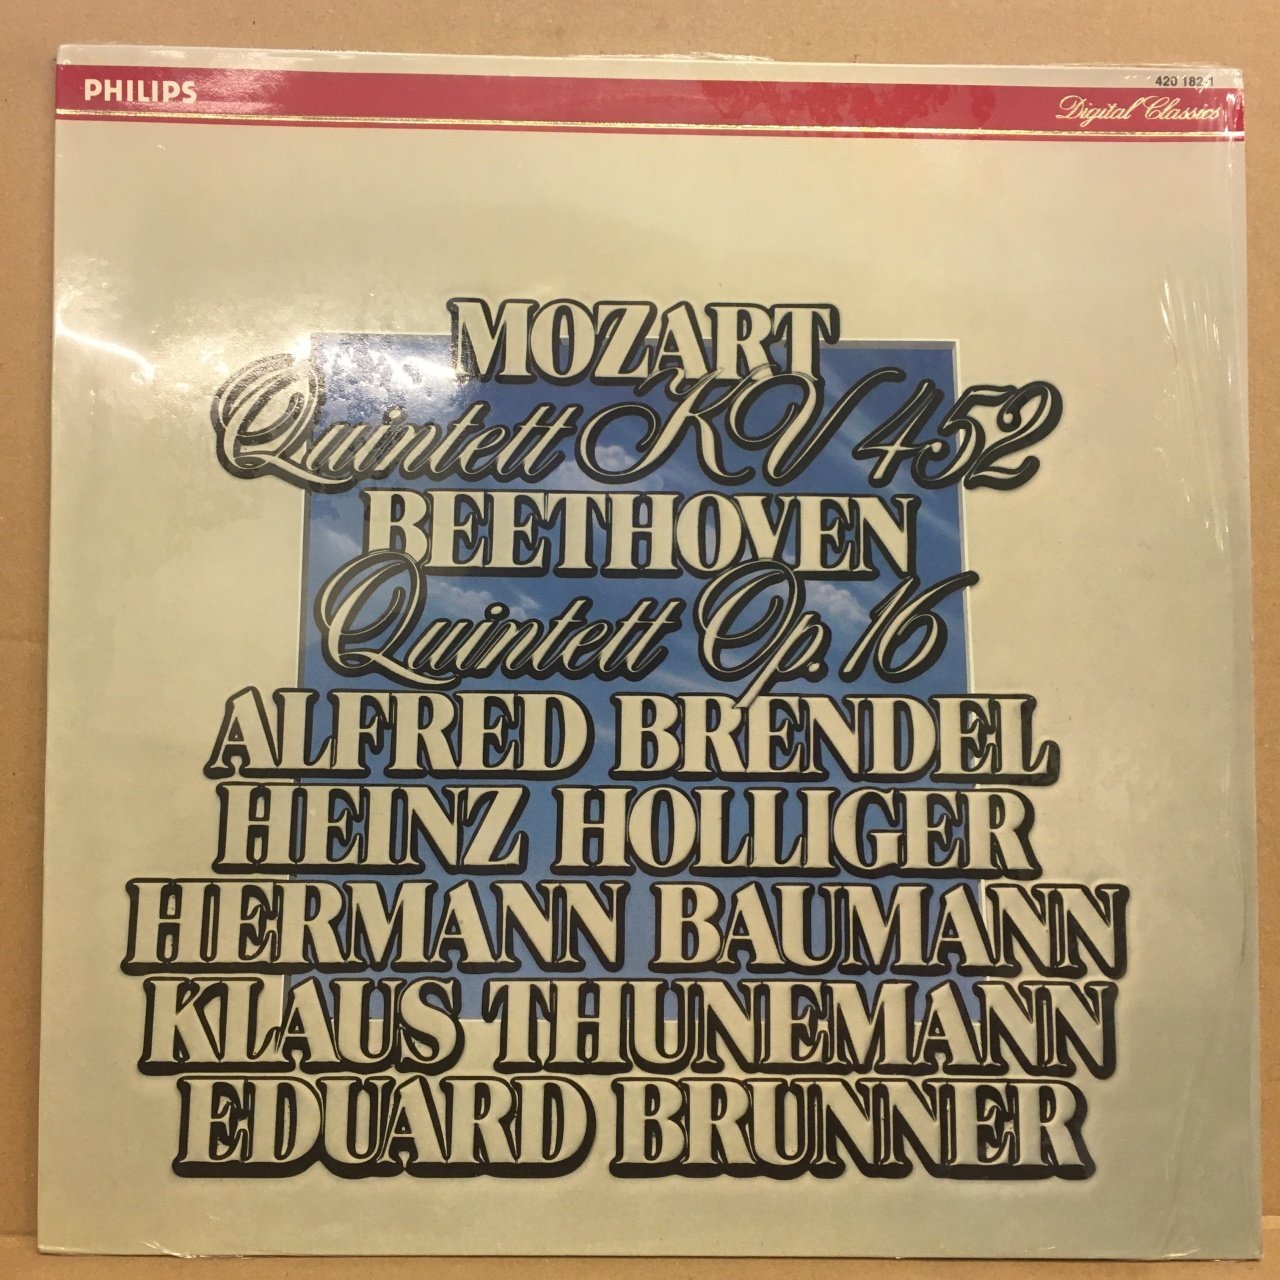 PHILIPS
420 182-1
Digital Classics
MOZART
Quintett KV 452
BEETHOVEN
Quintett Op. 16
ALFRED BRENDEL
HEINZ HOLLIGER
HERMANN BAUMANN
KLAUS THUNEMANN
EDUARD BRUNNER